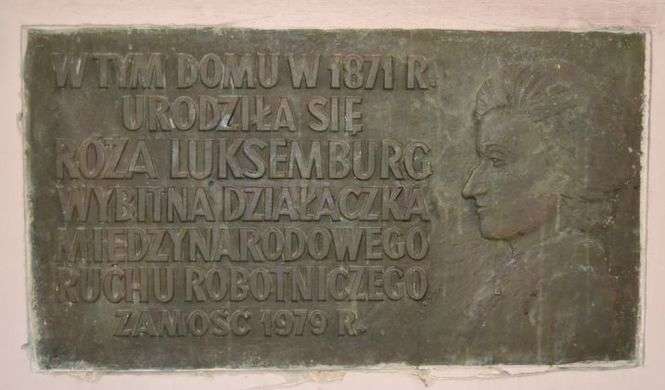 W TYM DOMU W 1871 R.
URODZIŁA SIĘ
RÓŻA LUKSEMBURG
WYBITNA DZIAŁACZKA
MIĘDZYNARODOWEGO
RUCHU ROBOTNICZEGO
ZAMOŚĆ 1979 R.